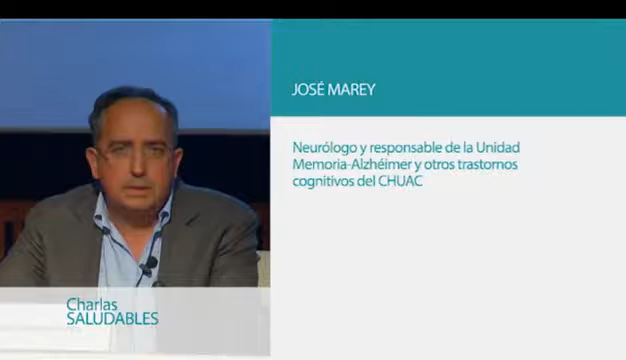 JOSÉ MAREY
Neurólogo y responsable de la Unidad
Memoria-Alzhéimer y otros trastornos
cognitivos del CHUAC
Charlas
SALUDABLES